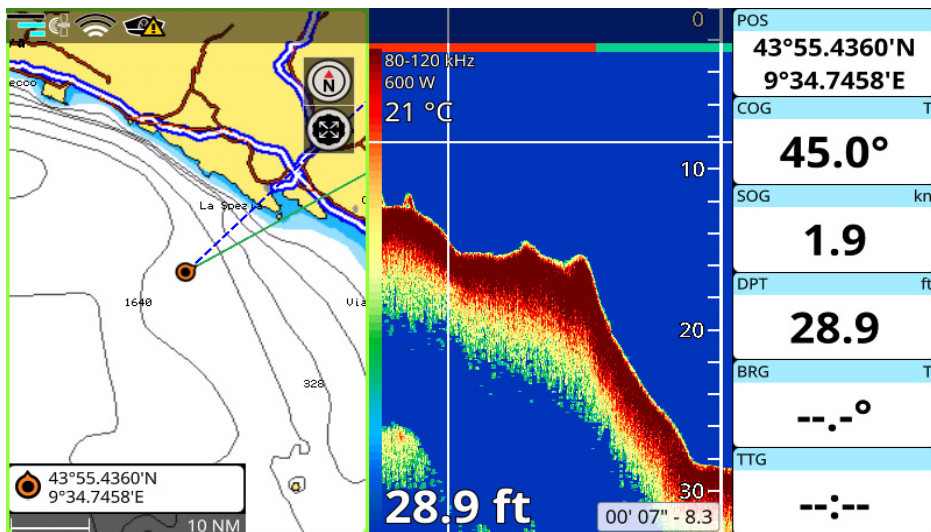 N
La Spezia
1640
Via
328
43°55.4360'N
9°34.7458'E
10 NM
80-120 kHz
600 W
21 °C
0
10
20
30
28.9 ft
00' 07" - 8.3
POS
43°55.4360'N
9°34.7458'E
COG T
45.0°
SOG kn
1.9
DPT ft
28.9
BRG T
--.-°
TTG
--:--